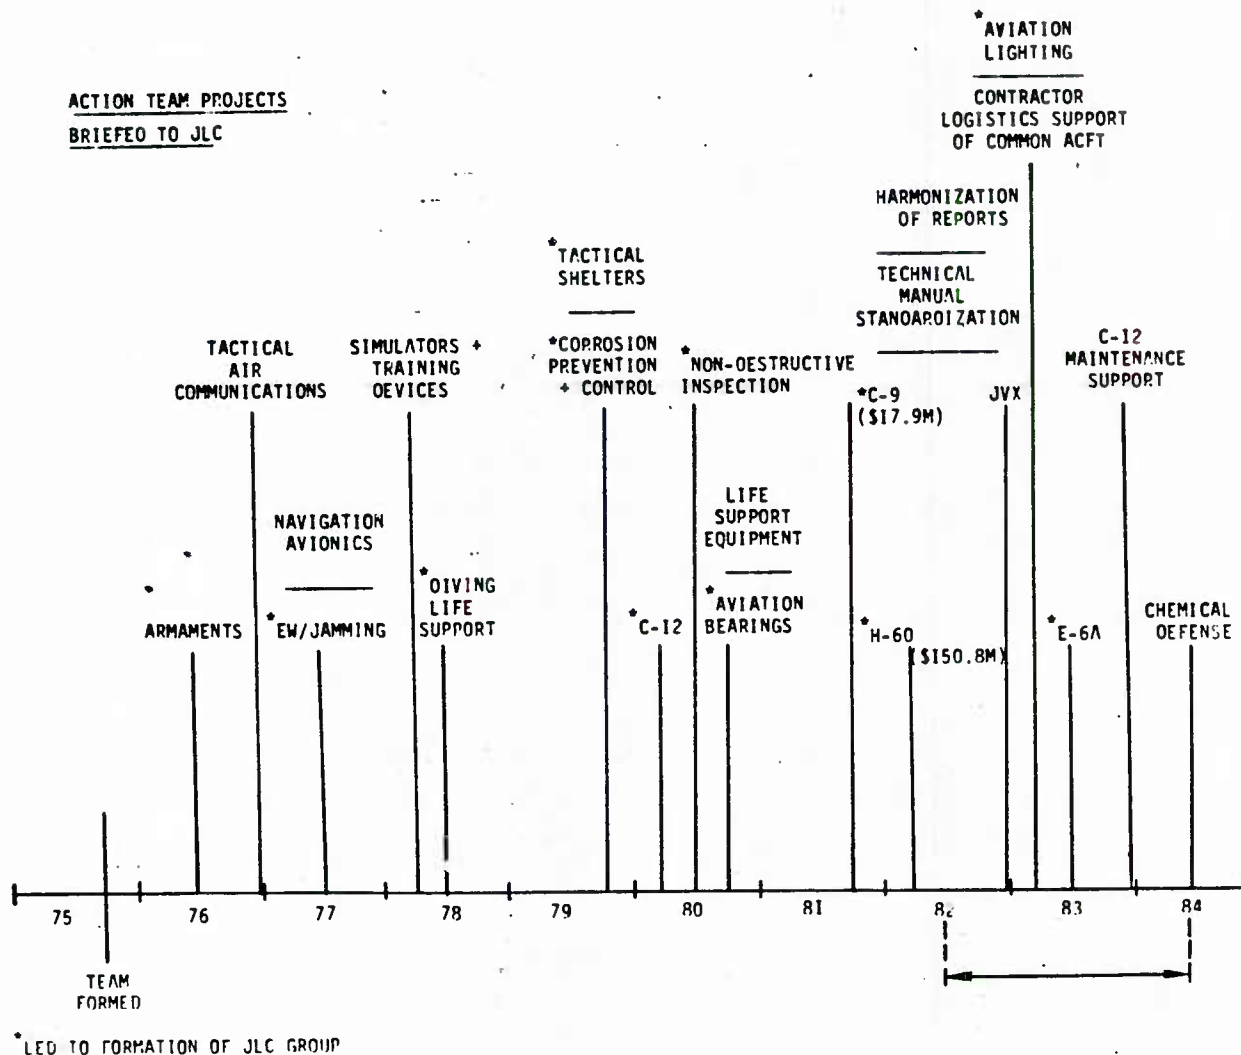 ACTION TEAM PROJECTS
BRIEFED TO JLC
*AVIATION
LIGHTING
CONTRACTOR
LOGISTICS SUPPORT
OF COMMON ACFT
HARMONIZATION
OF REPORTS
TECHNICAL
MANUAL
STANDARDIZATION
*TACTICAL
SHELTERS
*CORROSION
PREVENTION
+ CONTROL
TACTICAL
AIR
COMMUNICATIONS
SIMULATORS +
TRAINING
DEVICES
*NON-DESTRUCTIVE
INSPECTION
*C-9
($17.9M)
JVX
C-12
MAINTENANCE
SUPPORT
NAVIGATION
AVIONICS
*EW/JAMMING
ARMAMENTS
*DIVING
LIFE
SUPPORT
*C-12
LIFE
SUPPORT
EQUIPMENT
*AVIATION
BEARINGS
*H-60
($150.8M)
*E-6A
CHEMICAL
DEFENSE
75 76 77 78 79 80 81 82 83 84
TEAM
FORMED
*LED TO FORMATION OF JLC GROUP